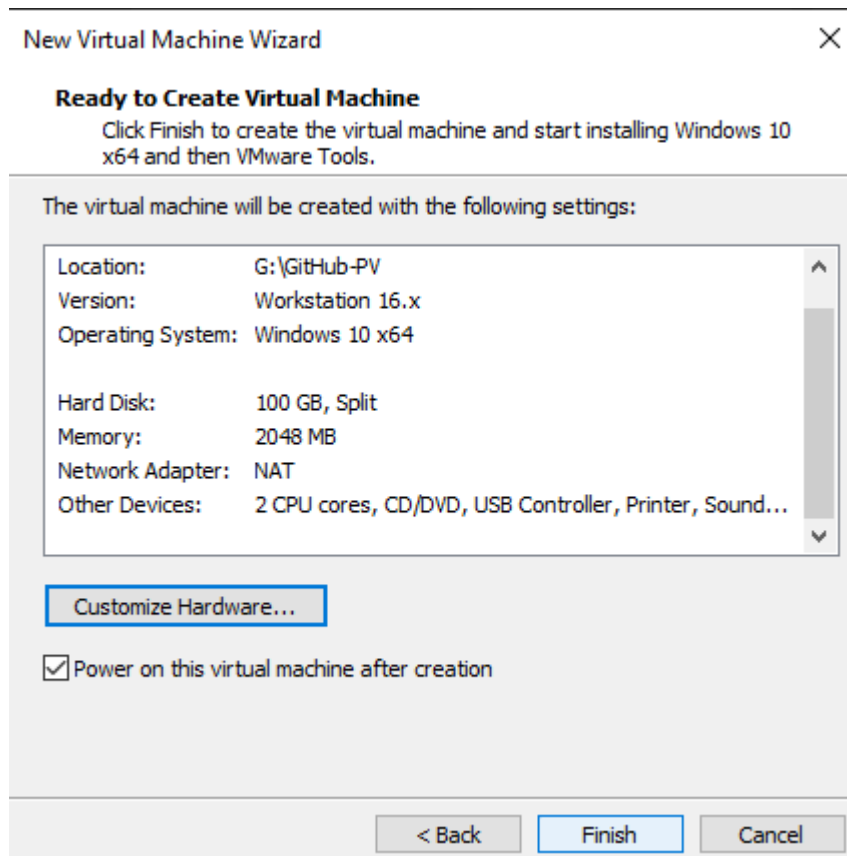 New Virtual Machine Wizard
Ready to Create Virtual Machine
Click Finish to create the virtual machine and start installing Windows 10
x64 and then VMware Tools.
The virtual machine will be created with the following settings:
Location: G:\GitHub-PV
Version: Workstation 16.x
Operating System: Windows 10 x64
Hard Disk: 100 GB, Split
Memory: 2048 MB
Network Adapter: NAT
Other Devices: 2 CPU cores, CD/DVD, USB Controller, Printer, Sound...
Customize Hardware...
Power on this virtual machine after creation
< Back Finish Cancel